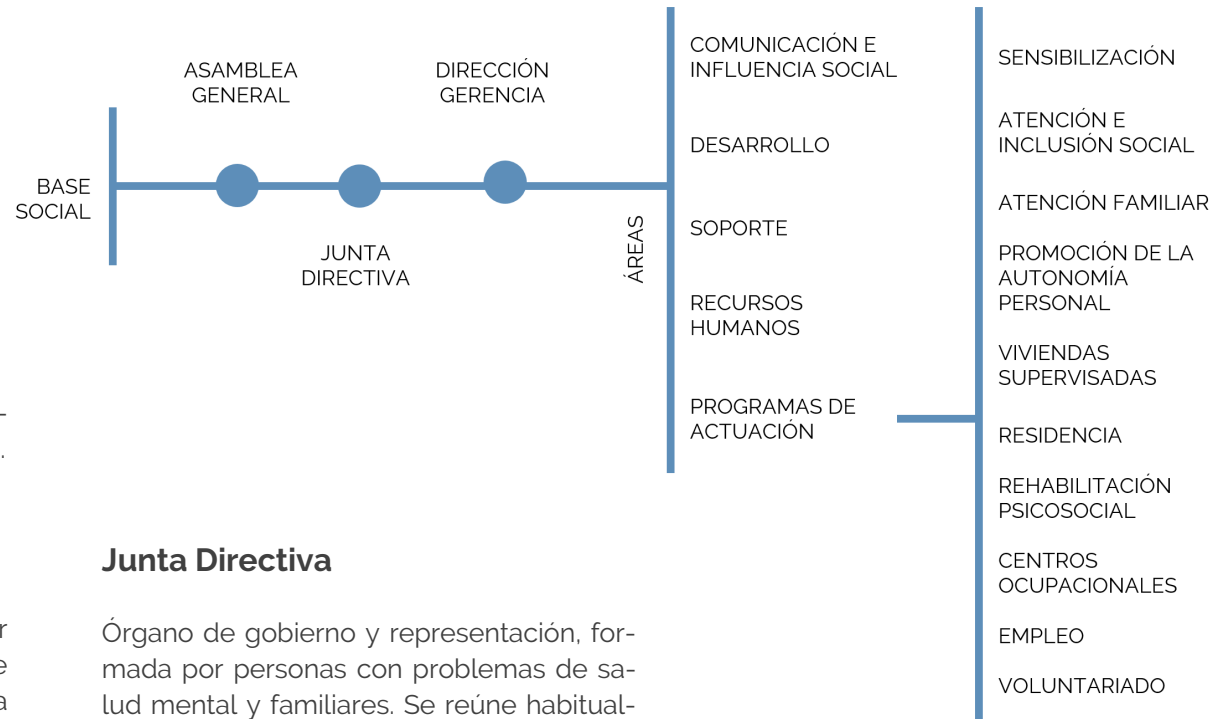 BASE
SOCIAL
ASAMBLEA
GENERAL
JUNTA
DIRECTIVA
DIRECCIÓN
GERENCIA
ÁREAS
COMUNICACIÓN E
INFLUENCIA SOCIAL
DESARROLLO
SOPORTE
RECURSOS
HUMANOS
PROGRAMAS DE
ACTUACIÓN
SENSIBILIZACIÓN
ATENCIÓN E
INCLUSIÓN SOCIAL
ATENCIÓN FAMILIAR
PROMOCIÓN DE LA
AUTONOMÍA
PERSONAL
VIVIENDAS
SUPERVISADAS
RESIDENCIA
REHABILITACIÓN
PSICOSOCIAL
CENTROS
OCUPACIONALES
EMPLEO
VOLUNTARIADO
Junta Directiva
Órgano de gobierno y representación, for-
mada por personas con problemas de sa-
lud mental y familiares. Se reúne habitual-